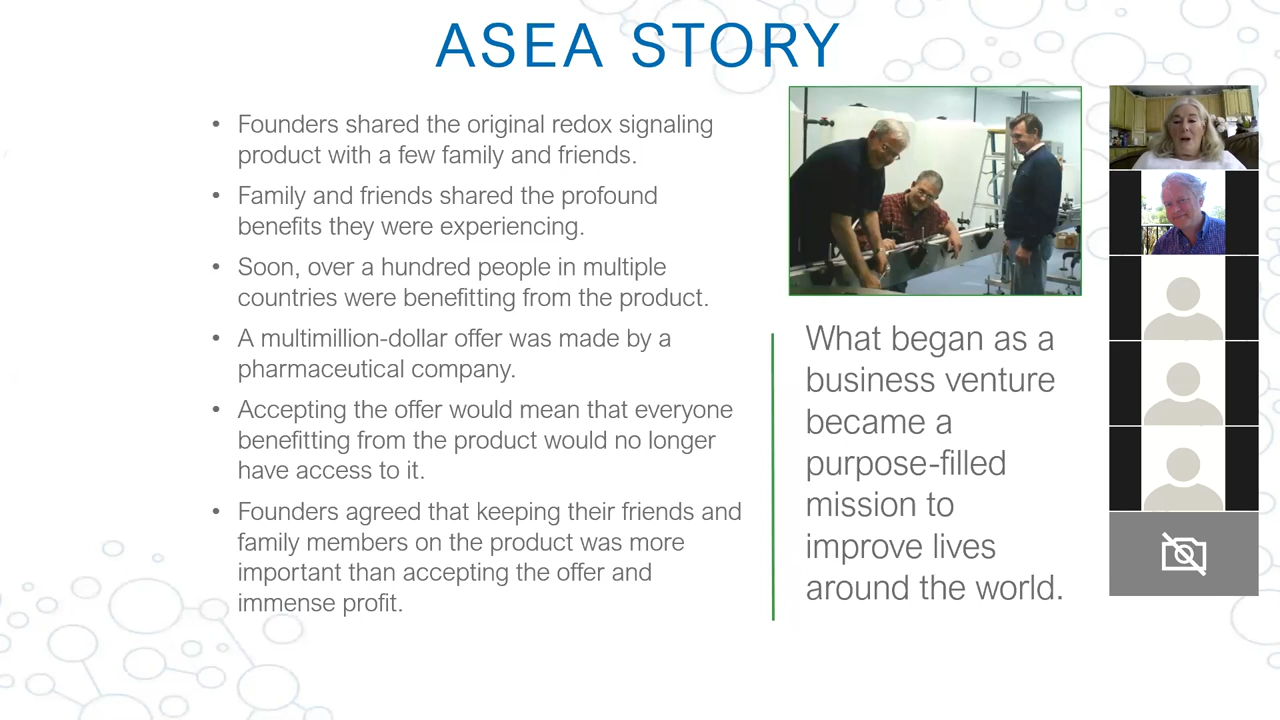 ASEA STORY
• Founders shared the original redox signaling
product with a few family and friends.
• Family and friends shared the profound
benefits they were experiencing.
• Soon, over a hundred people in multiple
countries were benefitting from the product.
• A multimillion-dollar offer was made by a
pharmaceutical company.
• Accepting the offer would mean that everyone
benefitting from the product would no longer
have access to it.
• Founders agreed that keeping their friends and
family members on the product was more
important than accepting the offer and
immense profit.
What began as a
business venture
became a
purpose-filled
mission to
improve lives
around the world.